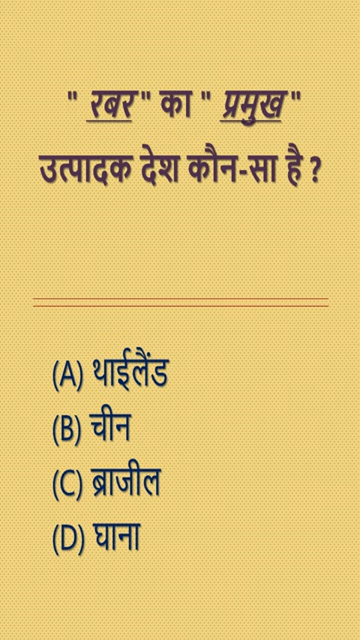 " रबर " का " प्रमुख "
उत्पादक देश कौन-सा है ?
(A) थाईलैंड
(B) चीन
(C) ब्राजील
(D) घाना